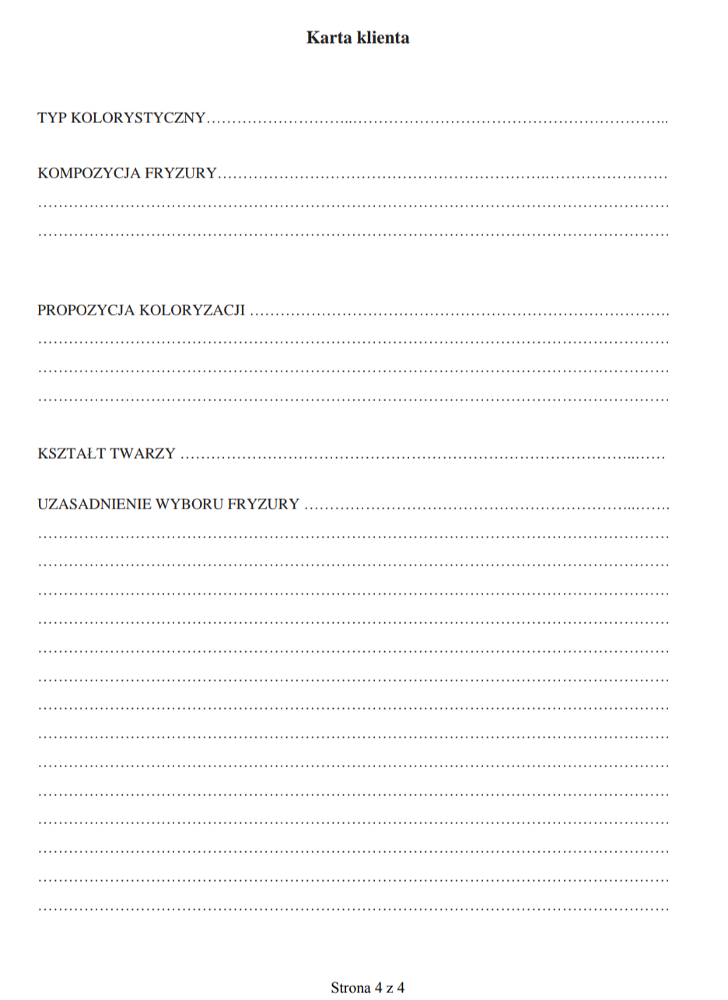 Karta klienta
TYP KOLORYSTYCZNY………………………..……………………………………………………..
KOMPOZYCJA FRYZURY……………………………………………………….……………………
……………………………………………………………………………………………………………
……………………………………………………………………………………………………………
PROPOZYCJA KOLORYZACJI ……………………………………………………………………….
……………………………………………………………………………………………………………
……………………………………………………………………………………………………………
……………………………………………………………………………………………………………
KSZTAŁT TWARZY ……………………………………………………………………………..……
UZASADNIENIE WYBORU FRYZURY ………………………………………………………..…….
……………………………………………………………………………………………………………
……………………………………………………………………………………………………………
……………………………………………………………………………………………………………
……………………………………………………………………………………………………………
……………………………………………………………………………………………………………
……………………………………………………………………………………………………………
……………………………………………………………………………………………………………
……………………………………………………………………………………………………………
……………………………………………………………………………………………………………
……………………………………………………………………………………………………………
……………………………………………………………………………………………………………
……………………………………………………………………………………………………………
……………………………………………………………………………………………………………
……………………………………………………………………………………………………………
Strona 4 z 4